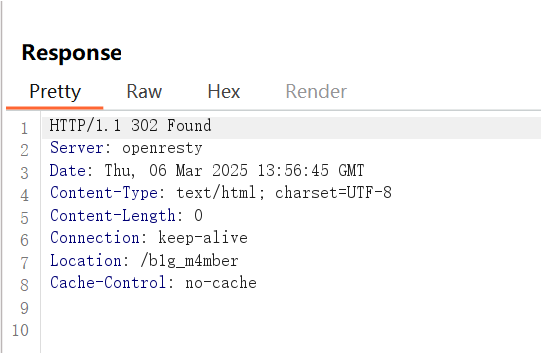 Response
Pretty Raw Hex Render
1 HTTP/1.1 302 Found
2 Server: openresty
3 Date: Thu, 06 Mar 2025 13:56:45 GMT
4 Content-Type: text/html; charset=UTF-8
5 Content-Length: 0
6 Connection: keep-alive
7 Location: /b1g_m4mber
8 Cache-Control: no-cache
9
10